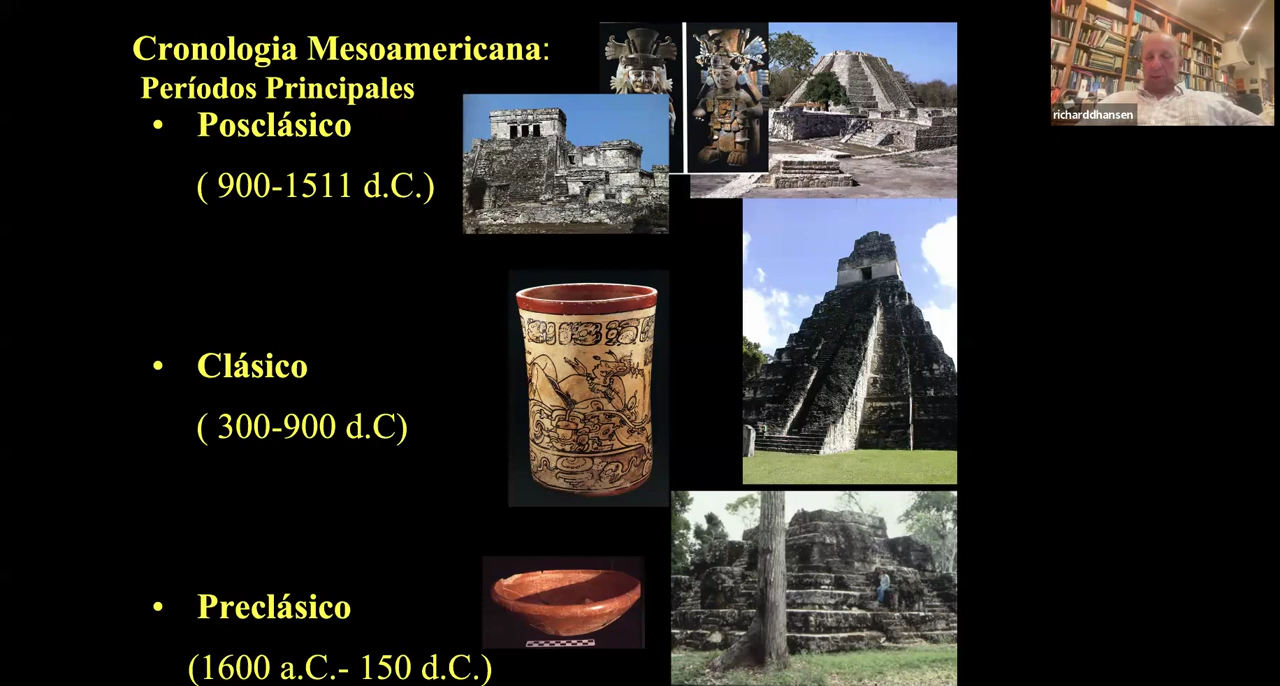 Cronologia Mesoamericana:
Períodos Principales
• Posclásico
( 900-1511 d.C.)
• Clásico
( 300-900 d.C)
• Preclásico
(1600 a.C.- 150 d.C.)
richarddhansen